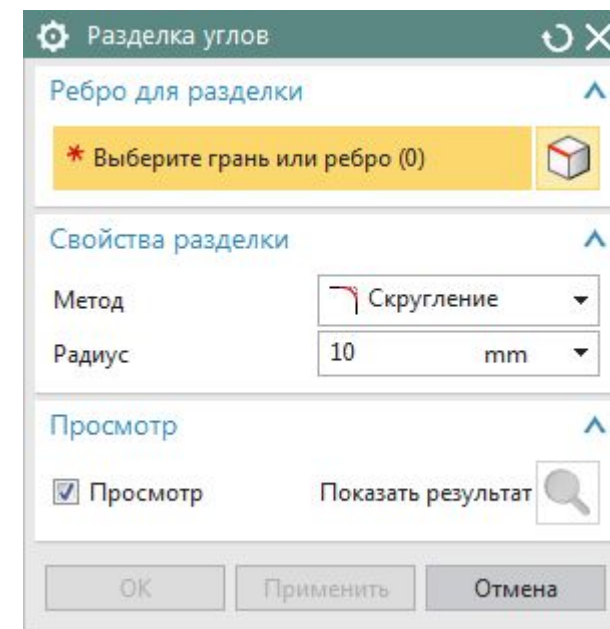 Разделка углов
Ребро для разделки
* Выберите грань или ребро (0)
Свойства разделки
Метод Скругление
Радиус 10 mm
Просмотр
Просмотр Показать результат
ОК Применить Отмена